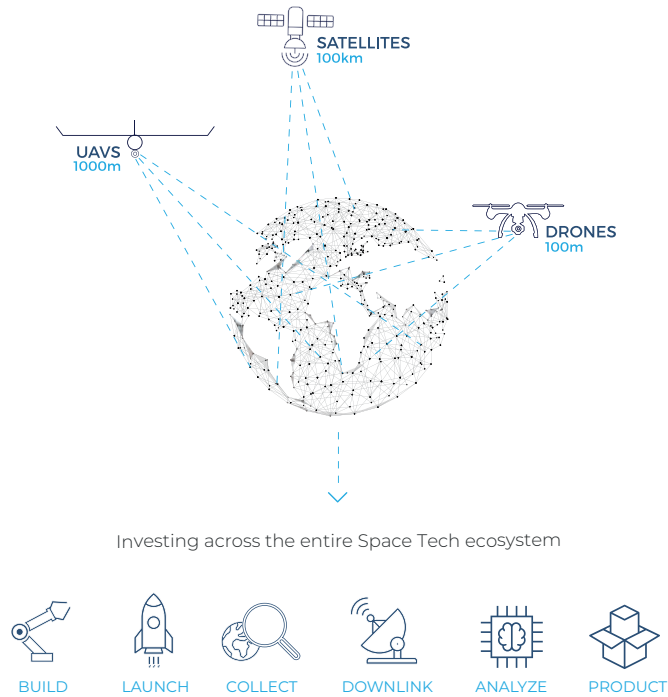 SATELLITES
100km
UAVS
1000m
DRONES
100m
Investing across the entire Space Tech ecosystem
BUILD
LAUNCH
COLLECT
DOWNLINK
ANALYZE
PRODUCT